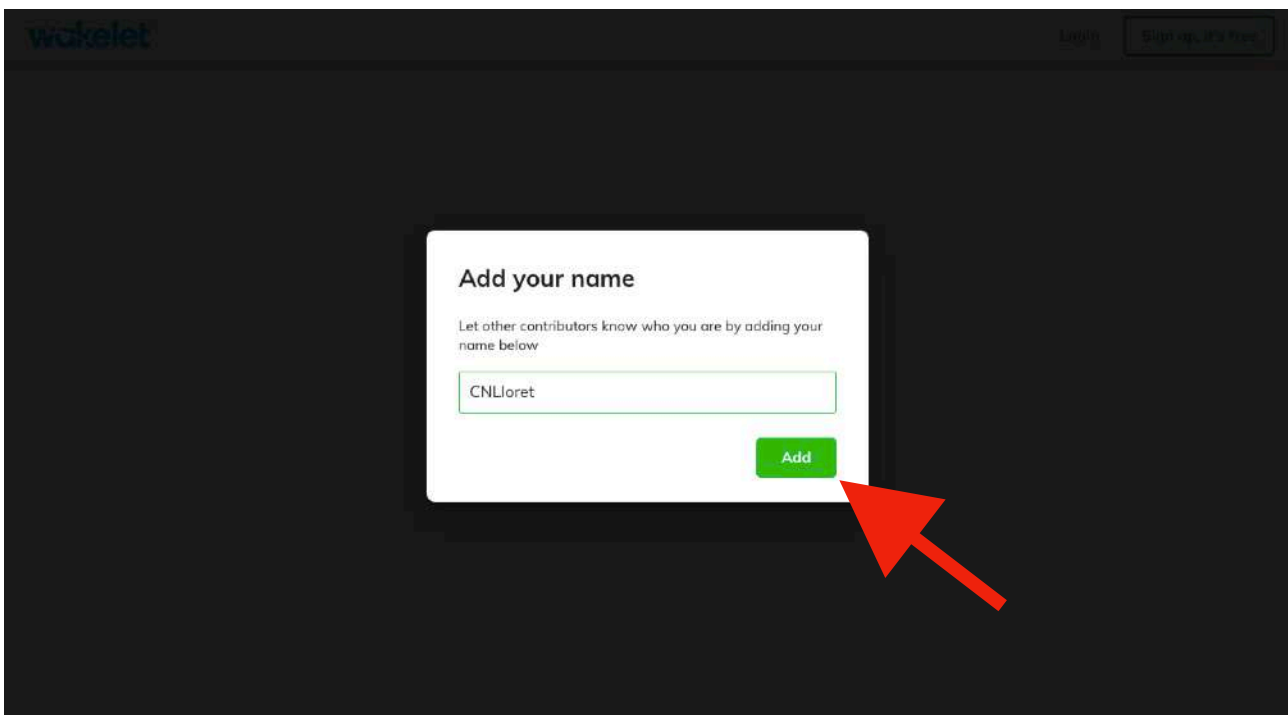 wakelet
Login
Sign up, it's free
Add your name
Let other contributors know who you are by adding your
name below
CNLloret
Add